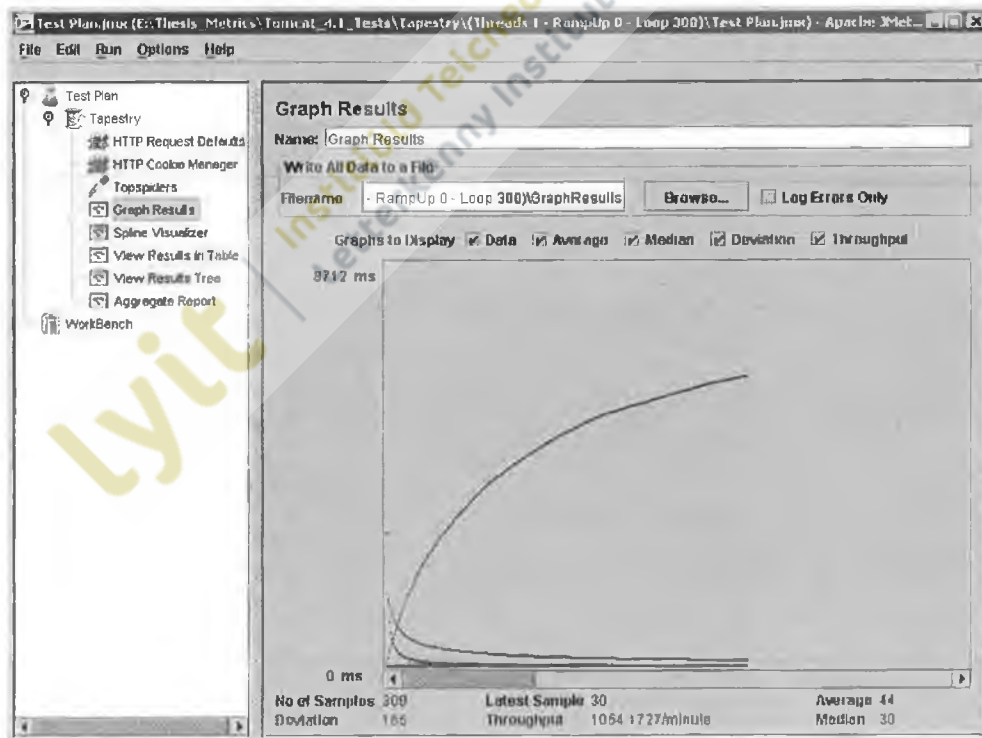 Test Plan.jmx (E:\Thesis_Metrics\Tomcat_4.1_Tests\Tapestry\(Threads 1 - RampUp 0 - Loop 300)\Test Plan.jmx) - Apache JMet...
File Edit Run Options Help
Test Plan
Tapestry
HTTP Request Defaults
HTTP Cookie Manager
Topspiders
Graph Results
Spline Visualizer
View Results in Table
View Results Tree
Aggregate Report
WorkBench
Graph Results
Name: Graph Results
Write All Data to a File
Filename - RampUp 0 - Loop 300)\GraphResults Browse... Log Errors Only
Graphs to Display Data Average Median Deviation Throughput
0 ms
No of Samples Latest Sample 30 Average 44
Deviation Throughput Median 30
lyit
Letterkenny